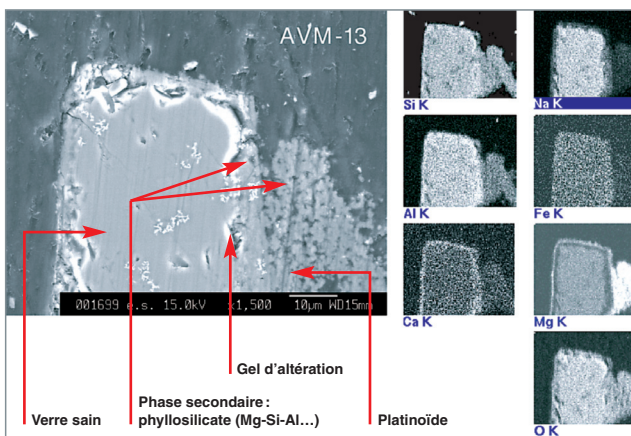 AVM-13
001699 e.s. 15.0kV x1,500 10µm WD15mm
Gel d'altération
Phase secondaire :
phyllosilicate (Mg-Si-Al...)
Verre sain
Platinoïde
Si K
Na K
Al K
Fe K
Ca K
Mg K
O K